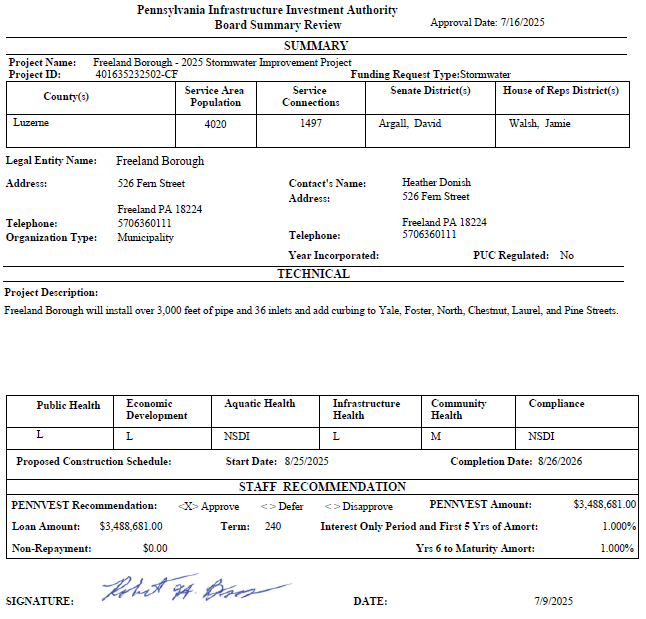 Pennsylvania Infrastructure Investment Authority
Board Summary Review
Approval Date: 7/16/2025
SUMMARY
Project Name: Freeland Borough - 2025 Stormwater Improvement Project
Project ID: 401635232502-CF Funding Request Type:Stormwater
County(s) Service Area Population Service Connections Senate District(s) House of Reps District(s)
Luzerne 4020 1497 Argall, David Walsh, Jamie
Legal Entity Name: Freeland Borough
Address: 526 Fern Street Contact's Name: Heather Donish
Address: 526 Fern Street
Freeland PA 18224 Freeland PA 18224
Telephone: 5706360111 Telephone: 5706360111
Organization Type: Municipality
Year Incorporated: PUC Regulated: No
TECHNICAL
Project Description:
Freeland Borough will install over 3,000 feet of pipe and 36 inlets and add curbing to Yale, Foster, North, Chestnut, Laurel, and Pine Streets.
Public Health Economic Development Aquatic Health Infrastructure Health Community Health Compliance
L L NSDI L M NSDI
Proposed Construction Schedule: Start Date: 8/25/2025 Completion Date: 8/26/2026
STAFF RECOMMENDATION
PENNVEST Recommendation: <X> Approve < > Defer < > Disapprove PENNVEST Amount: $3,488,681.00
Loan Amount: $3,488,681.00 Term: 240 Interest Only Period and First 5 Yrs of Amort: 1.000%
Non-Repayment: $0.00 Yrs 6 to Maturity Amort: 1.000%
SIGNATURE: DATE: 7/9/2025